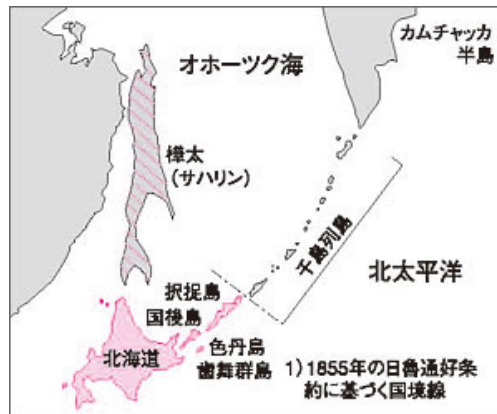 カムチャッカ
半島
オホーツク海
樺太
(サハリン)
千島列島
北太平洋
択捉島
国後島
色丹島
歯舞群島
北海道
1)1855年の日魯通好条
約に基づく国境線